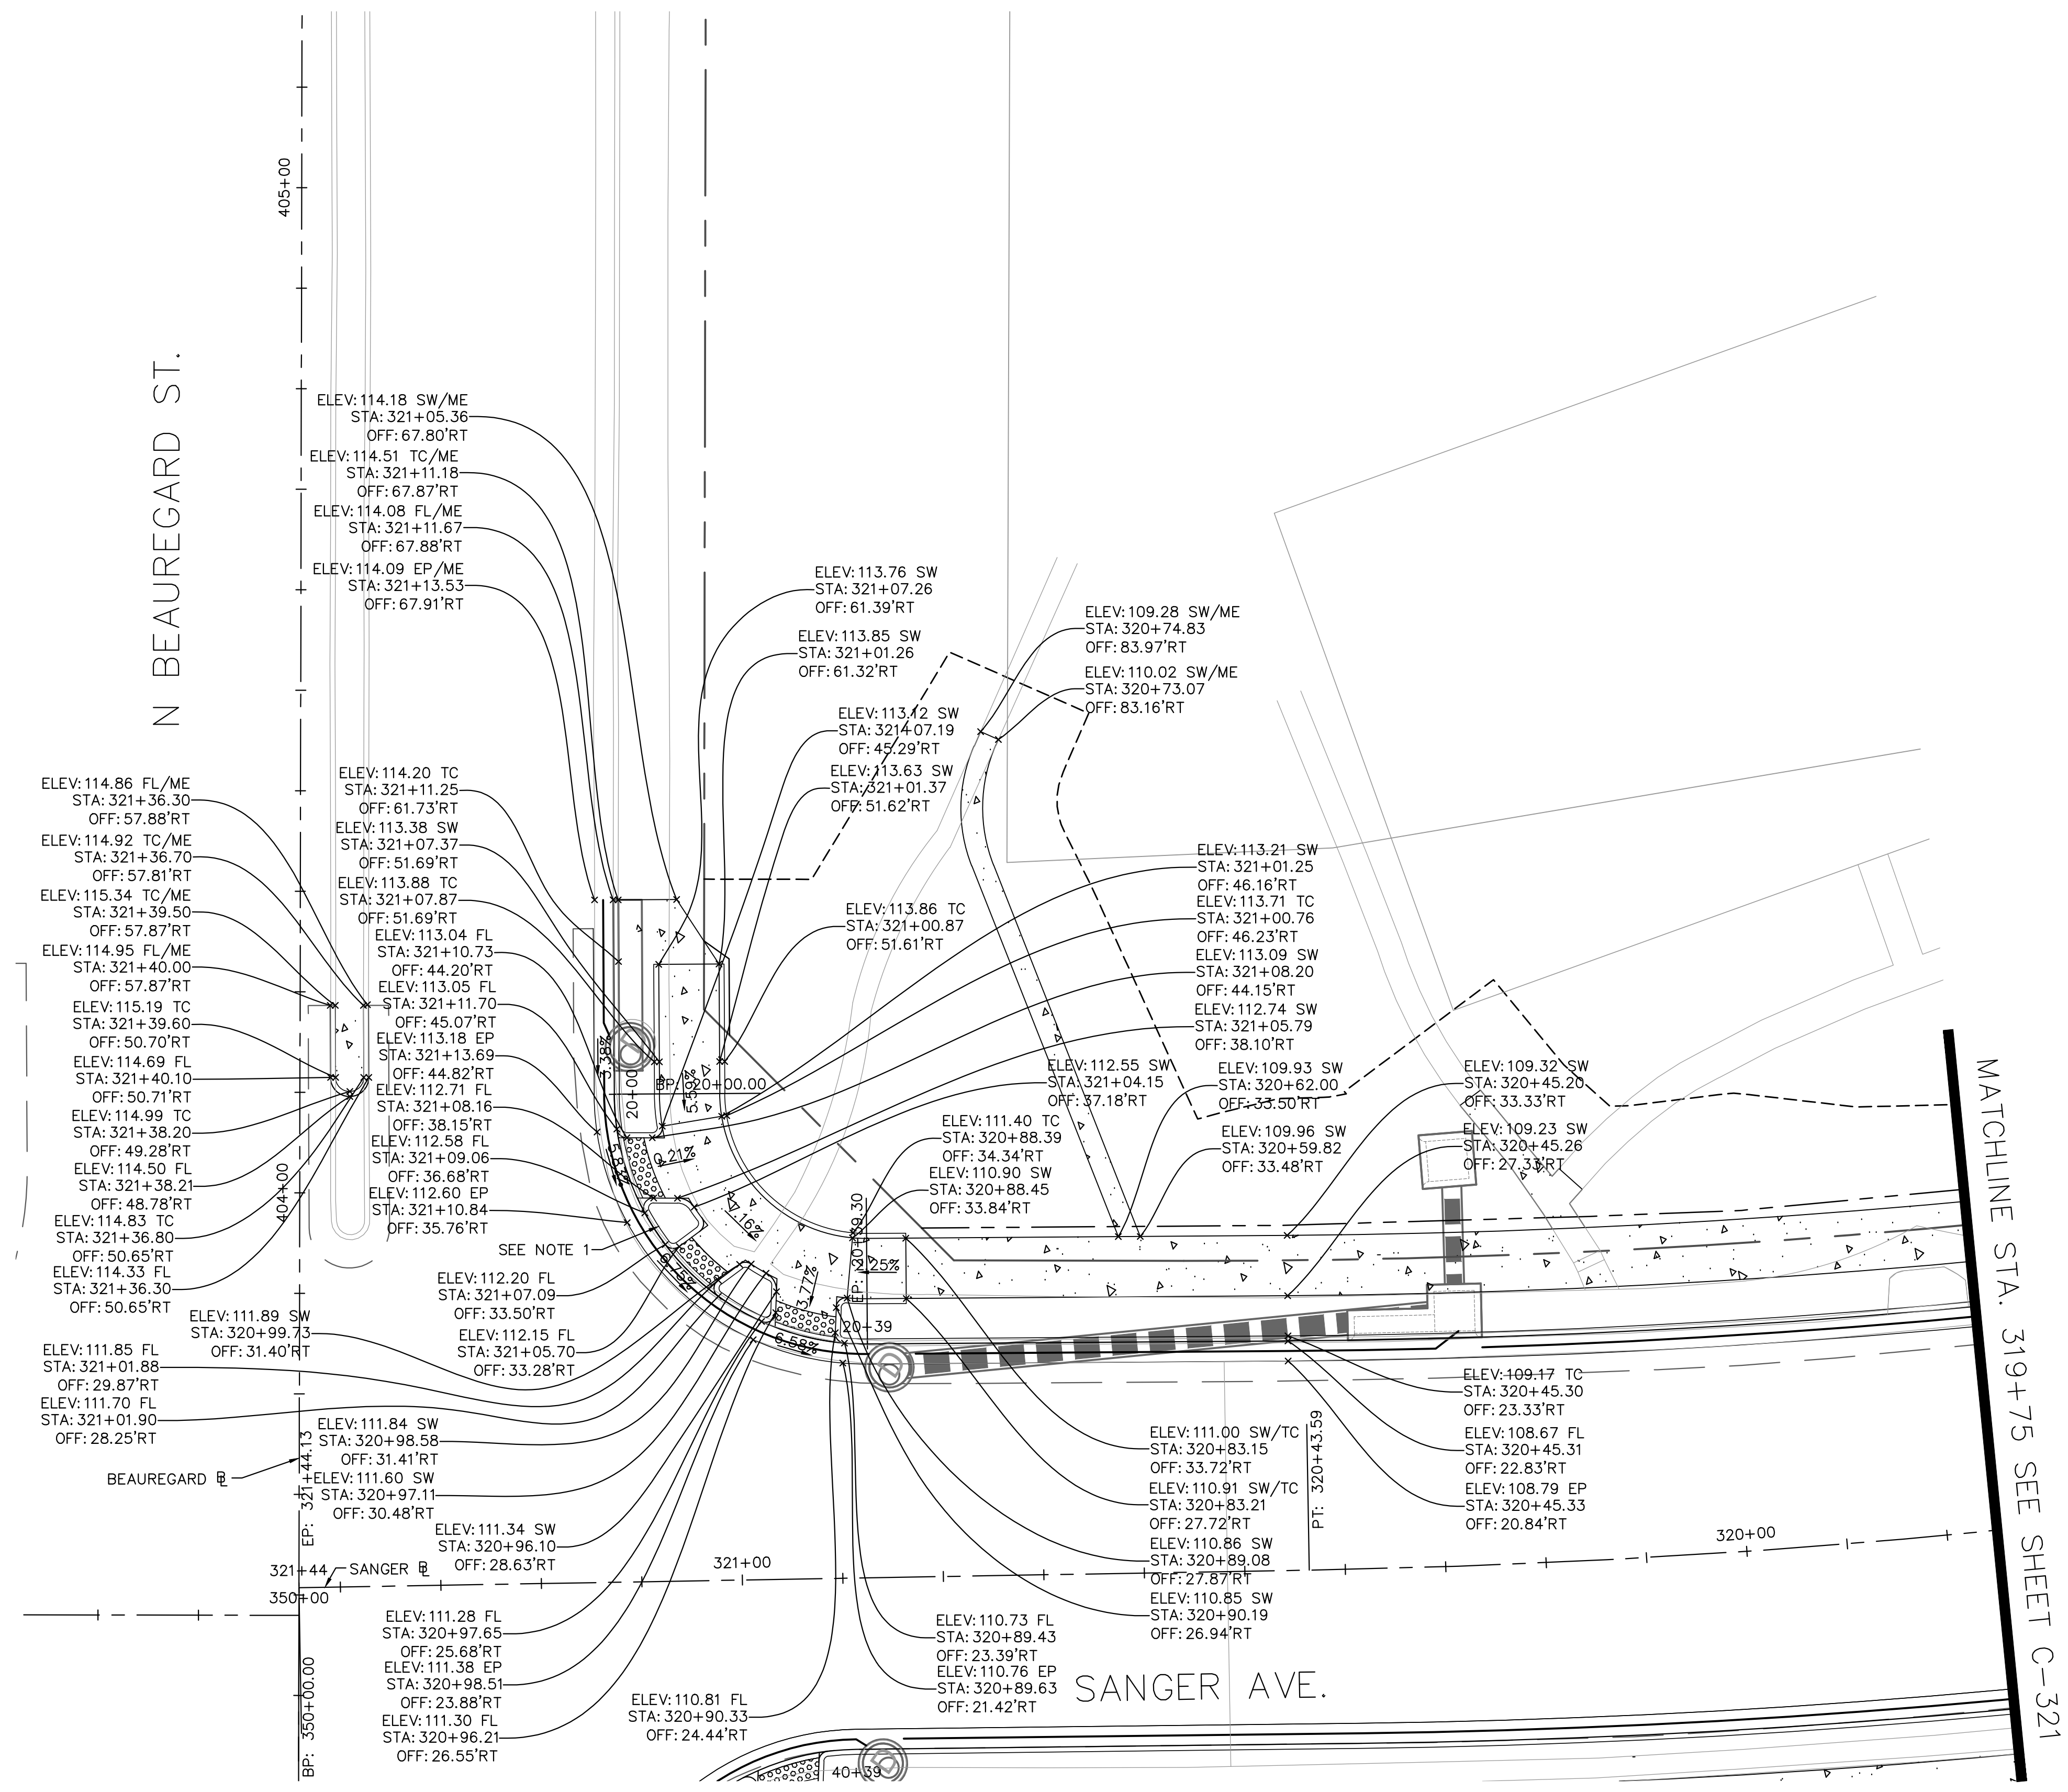 405+00
N BEAUREGARD ST.
ELEV: 114.18 SW/ME
STA: 321+05.36
OFF: 67.80'RT
ELEV: 114.51 TC/ME
STA: 321+11.18
OFF: 67.87'RT
ELEV: 114.08 FL/ME
STA: 321+11.67
OFF: 67.88'RT
ELEV: 114.09 EP/ME
STA: 321+13.53
OFF: 67.91'RT
ELEV: 113.76 SW
STA: 321+07.26
OFF: 61.39'RT
ELEV: 113.85 SW
STA: 321+01.26
OFF: 61.32'RT
ELEV: 109.28 SW/ME
STA: 320+74.83
OFF: 83.97'RT
ELEV: 110.02 SW/ME
STA: 320+73.07
OFF: 83.16'RT
ELEV: 113.12 SW
STA: 321+07.19
OFF: 45.29'RT
ELEV: 113.63 SW
STA: 321+01.37
OFF: 51.62'RT
ELEV: 114.86 FL/ME
STA: 321+36.30
OFF: 57.88'RT
ELEV: 114.92 TC/ME
STA: 321+36.70
OFF: 57.81'RT
ELEV: 115.34 TC/ME
STA: 321+39.50
OFF: 57.87'RT
ELEV: 114.95 FL/ME
STA: 321+40.00
OFF: 57.87'RT
ELEV: 115.19 TC
STA: 321+39.60
OFF: 50.70'RT
ELEV: 114.69 FL
STA: 321+40.10
OFF: 50.71'RT
ELEV: 114.99 TC
STA: 321+38.20
OFF: 49.28'RT
ELEV: 114.50 FL
STA: 321+38.21
OFF: 48.78'RT
ELEV: 114.83 TC
STA: 321+36.80
OFF: 50.65'RT
ELEV: 114.33 FL
STA: 321+36.30
OFF: 50.65'RT
ELEV: 114.20 TC
STA: 321+11.25
OFF: 61.73'RT
ELEV: 113.38 SW
STA: 321+07.37
OFF: 51.69'RT
ELEV: 113.88 TC
STA: 321+07.87
OFF: 51.69'RT
ELEV: 113.04 FL
STA: 321+10.73
OFF: 44.20'RT
ELEV: 113.05 FL
STA: 321+11.70
OFF: 45.07'RT
ELEV: 113.18 EP
STA: 321+13.69
OFF: 44.82'RT
ELEV: 112.71 FL
STA: 321+08.16
OFF: 38.15'RT
ELEV: 112.58 FL
STA: 321+09.06
OFF: 36.68'RT
ELEV: 112.60 EP
STA: 321+10.84
OFF: 35.76'RT
SEE NOTE 1
ELEV: 112.20 FL
STA: 321+07.09
OFF: 33.50'RT
ELEV: 112.15 FL
STA: 321+05.70
OFF: 33.28'RT
404+00
ELEV: 113.86 TC
STA: 321+00.87
OFF: 51.61'RT
ELEV: 113.21 SW
STA: 321+01.25
OFF: 46.16'RT
ELEV: 113.71 TC
STA: 321+00.76
OFF: 46.23'RT
ELEV: 113.09 SW
STA: 321+08.20
OFF: 44.15'RT
ELEV: 112.74 SW
STA: 321+05.79
OFF: 38.10'RT
ELEV: 112.55 SW
STA: 321+04.15
OFF: 37.18'RT
ELEV: 109.93 SW
STA: 320+62.00
OFF: 33.50'RT
ELEV: 109.96 SW
STA: 320+59.82
OFF: 33.48'RT
ELEV: 109.32 SW
STA: 320+45.20
OFF: 33.33'RT
ELEV: 109.23 SW
STA: 320+45.26
OFF: 27.33'RT
ELEV: 111.40 TC
STA: 320+88.39
OFF: 34.34'RT
ELEV: 110.90 SW
STA: 320+88.45
OFF: 33.84'RT
3.38%
20+00
BP: 20+00.00
5.59%
0.21%
5.82%
7.16%
9.75%
3.77%
6.58%
EP: 20+39.30
1.25%
20+39
D
D
ELEV: 111.89 SW
STA: 320+99.73
OFF: 31.40'RT
ELEV: 111.85 FL
STA: 321+01.88
OFF: 29.87'RT
ELEV: 111.70 FL
STA: 321+01.90
OFF: 28.25'RT
ELEV: 111.84 SW
STA: 320+98.58
OFF: 31.41'RT
ELEV: 111.60 SW
STA: 320+97.11
OFF: 30.48'RT
ELEV: 111.34 SW
STA: 320+96.10
OFF: 28.63'RT
BEAUREGARD BL
EP: 321+44.13
321+44
SANGER BL
350+00
BP: 350+00.00
321+00
ELEV: 111.28 FL
STA: 320+97.65
OFF: 25.68'RT
ELEV: 111.38 EP
STA: 320+98.51
OFF: 23.88'RT
ELEV: 111.30 FL
STA: 320+96.21
OFF: 26.55'RT
ELEV: 110.81 FL
STA: 320+90.33
OFF: 24.44'RT
ELEV: 110.73 FL
STA: 320+89.43
OFF: 23.39'RT
ELEV: 110.76 EP
STA: 320+89.63
OFF: 21.42'RT
ELEV: 111.00 SW/TC
STA: 320+83.15
OFF: 33.72'RT
ELEV: 110.91 SW/TC
STA: 320+83.21
OFF: 27.72'RT
ELEV: 110.86 SW
STA: 320+89.08
OFF: 27.87'RT
ELEV: 110.85 SW
STA: 320+90.19
OFF: 26.94'RT
PT: 320+43.59
ELEV: 109.17 TC
STA: 320+45.30
OFF: 23.33'RT
ELEV: 108.67 FL
STA: 320+45.31
OFF: 22.83'RT
ELEV: 108.79 EP
STA: 320+45.33
OFF: 20.84'RT
320+00
SANGER AVE.
40+39
D
MATCHLINE STA. 319+75 SEE SHEET C-321